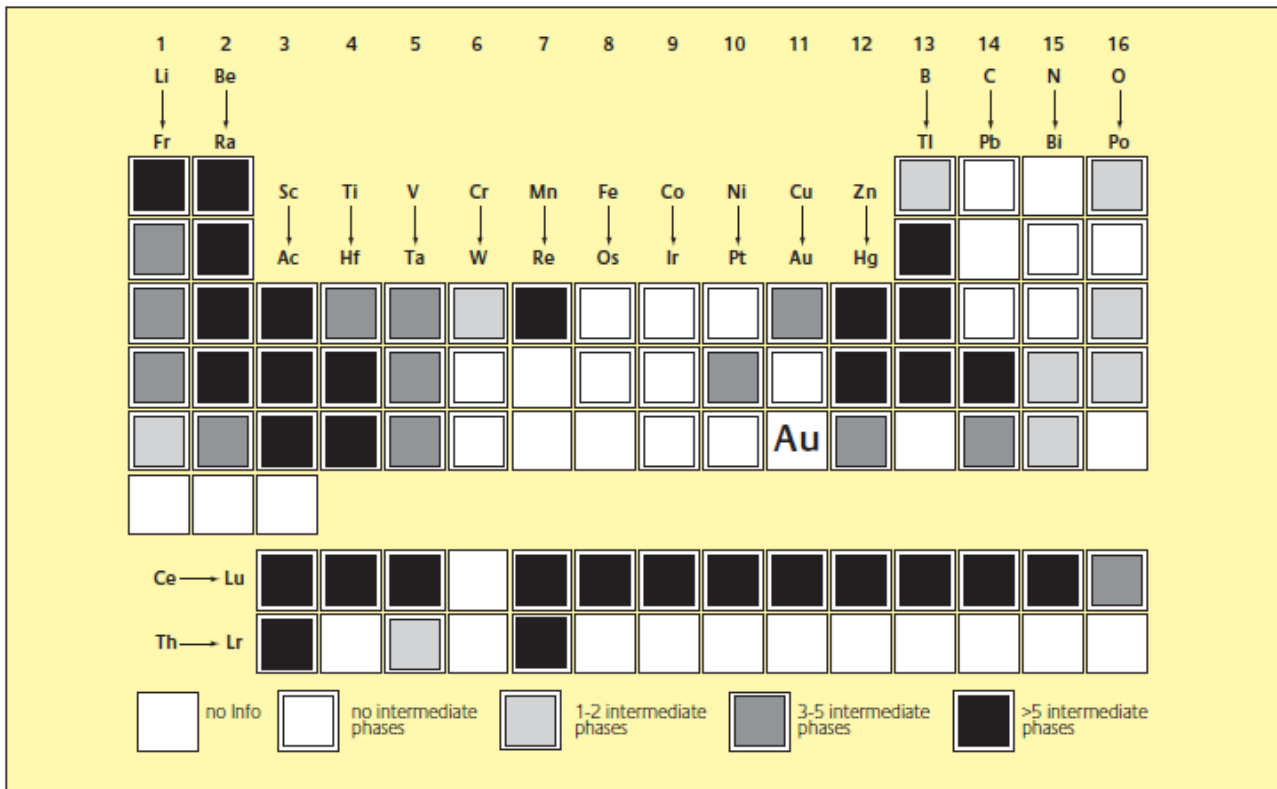 1 2 3 4 5 6 7 8 9 10 11 12 13 14 15 16
Li Be B C N O
Fr Ra Tl Pb Bi Po
Sc Ti V Cr Mn Fe Co Ni Cu Zn
Ac Hf Ta W Re Os Ir Pt Au Hg
Au
Ce Lu
Th Lr
no Info
no intermediate
phases
1-2 intermediate
phases
3-5 intermediate
phases
>5 intermediate
phases